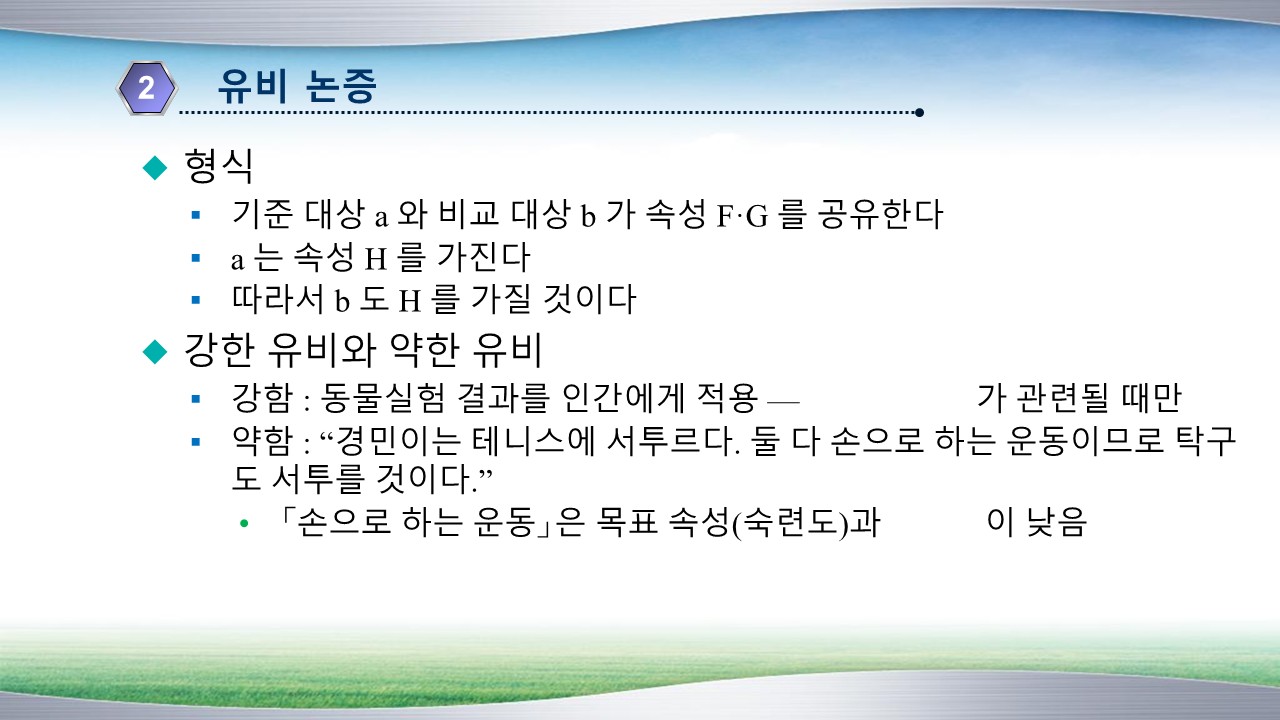 2 유비 논증
형식
기준 대상 a 와 비교 대상 b 가 속성 F·G 를 공유한다
a 는 속성 H 를 가진다
따라서 b 도 H 를 가질 것이다
강한 유비와 약한 유비
강함 : 동물실험 결과를 인간에게 적용 — 가 관련될 때만
약함 : “경민이는 테니스에 서투르다. 둘 다 손으로 하는 운동이므로 탁구
도 서투를 것이다.”
「손으로 하는 운동」은 목표 속성(숙련도)과 이 낮음